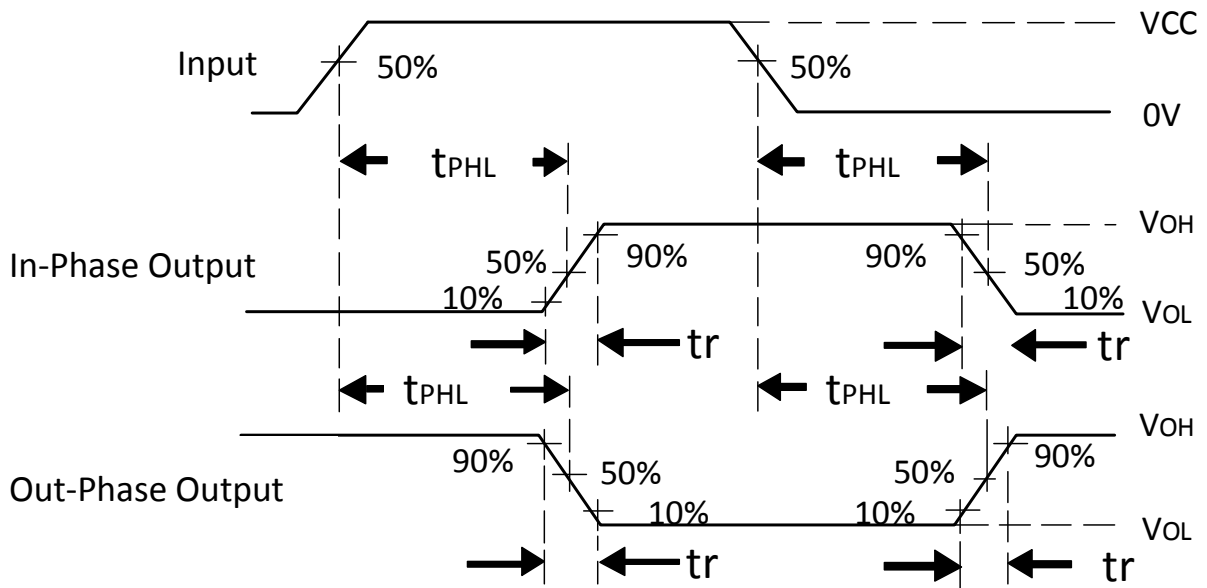 VCC
Input
50%
50%
0V
tPHL
tPHL
VOH
In-Phase Output
50%
90%
90%
50%
10%
10%
VOL
tr
tr
tPHL
tPHL
VOH
90%
50%
50%
90%
Out-Phase Output
10%
10%
VOL
tr
tr